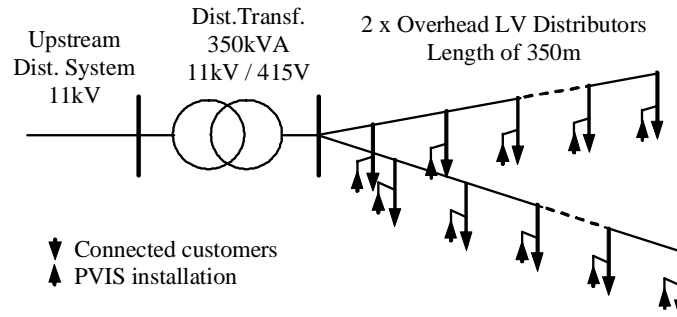 Upstream
Dist. System
11kV
Dist.Transf.
350kVA
11kV / 415V
2 x Overhead LV Distributors
Length of 350m
Connected customers
PVIS installation